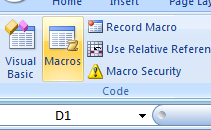 Home Insert Page Lay
Record Macro
Use Relative Referen
Macro Security
Visual Basic
Macros
Code
D1